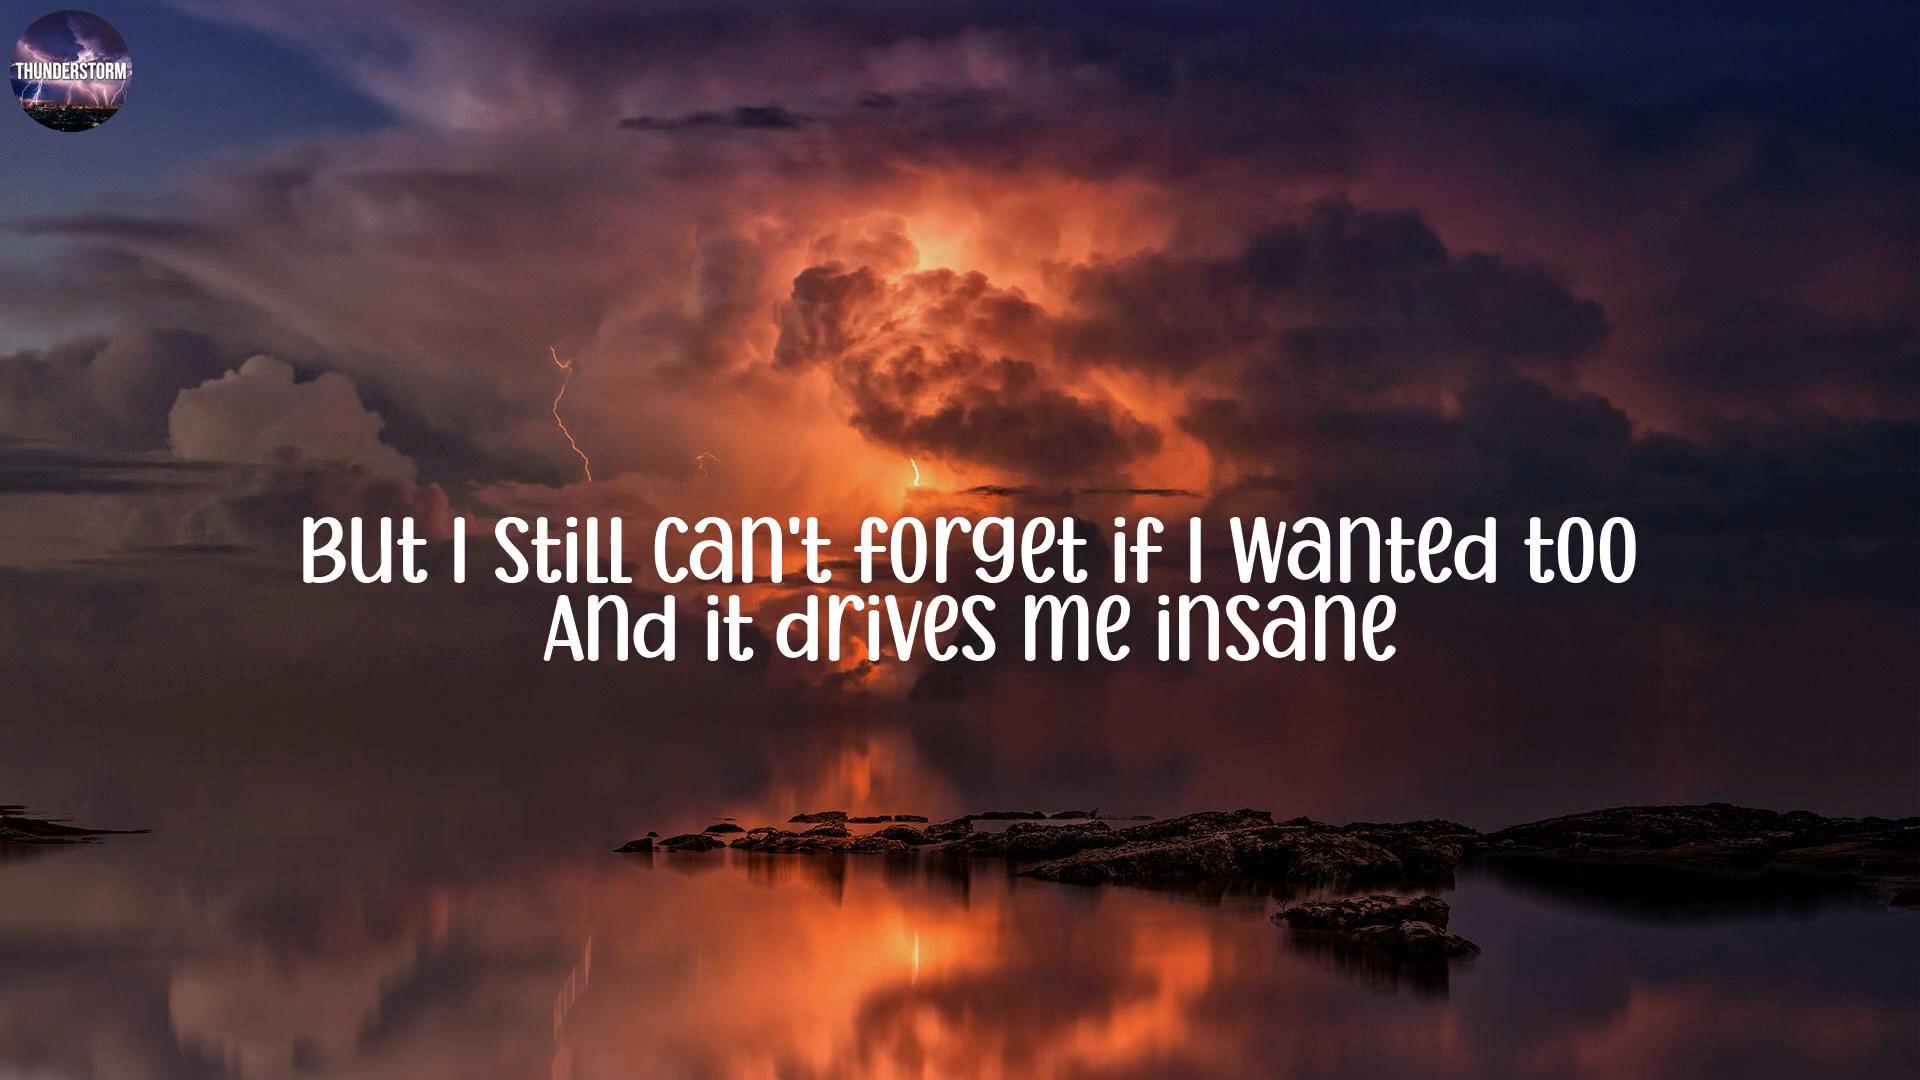 THUNDERSTORM
But I still can't forget if I wanted too
And it drives me insane